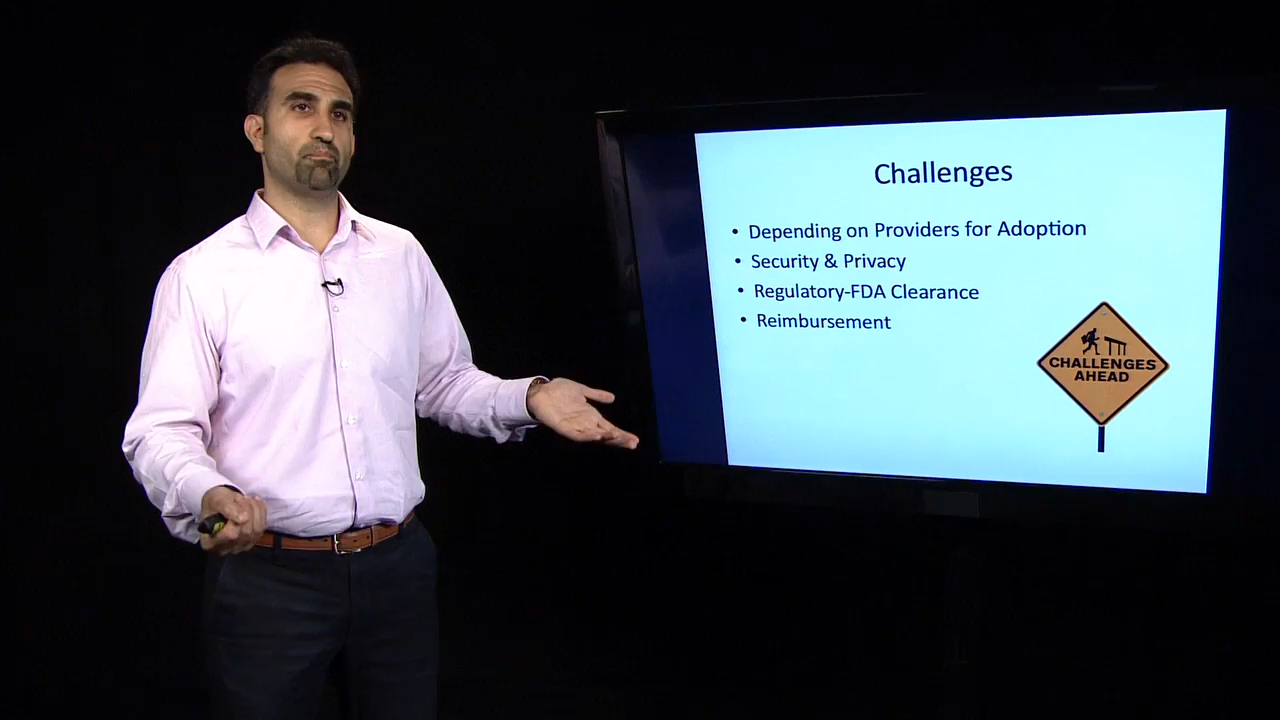 Challenges
• Depending on Providers for Adoption
• Security & Privacy
• Regulatory-FDA Clearance
• Reimbursement
CHALLENGES
AHEAD